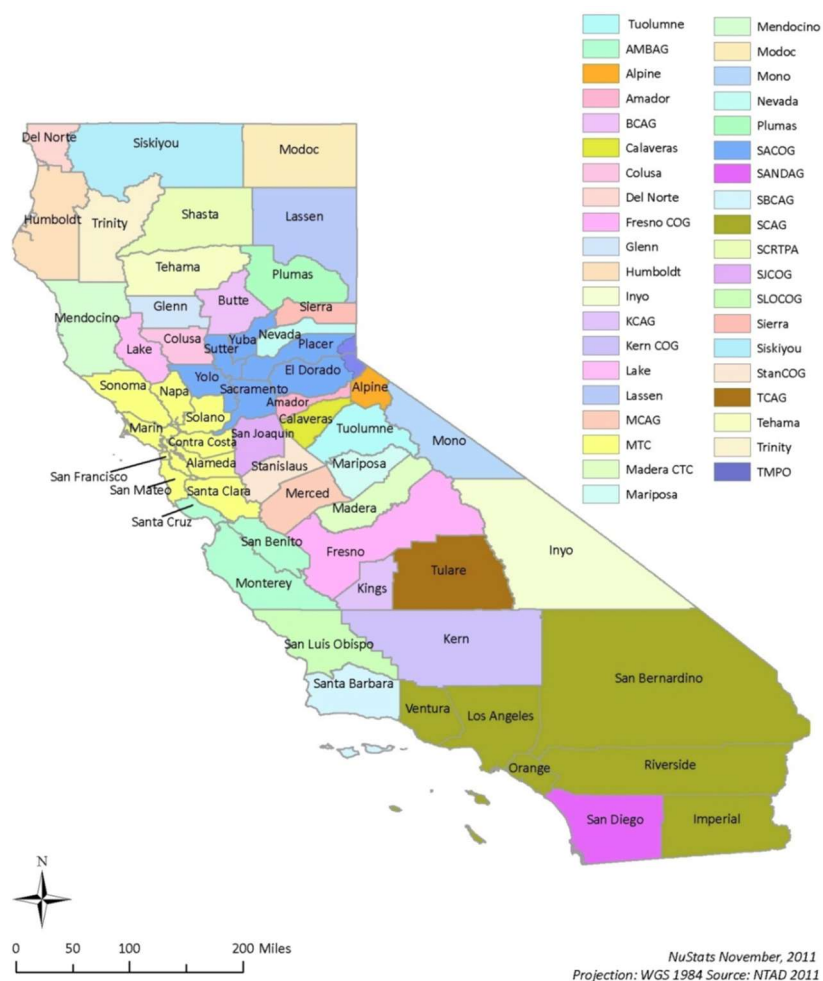 Tuolumne
AMBAG
Alpine
Amador
BCAG
Calaveras
Colusa
Del Norte
Fresno COG
Glenn
Humboldt
Inyo
KCAG
Kern COG
Lake
Lassen
MCAG
MTC
Madera CTC
Mariposa
Mendocino
Modoc
Mono
Nevada
Plumas
SACOG
SANDAG
SBCAG
SCAG
SCRTPA
SJCOG
SLOCOG
Sierra
Siskiyou
StanCOG
TCAG
Tehama
Trinity
TMPO
Del Norte
Siskiyou
Modoc
Humboldt
Trinity
Shasta
Lassen
Tehama
Plumas
Glenn
Butte
Sierra
Mendocino
Lake
Colusa
Sutter
Yuba
Nevada
Placer
Yolo
El Dorado
Sonoma
Napa
Sacramento
Alpine
Amador
Solano
Calaveras
Marin
Contra Costa
San Joaquin
Tuolumne
Mono
San Francisco
Alameda
Stanislaus
Mariposa
San Mateo
Santa Clara
Merced
Madera
Santa Cruz
San Benito
Fresno
Inyo
Monterey
Kings
Tulare
San Luis Obispo
Kern
Santa Barbara
San Bernardino
Ventura
Los Angeles
Orange
Riverside
San Diego
Imperial
N
0 50 100 200 Miles
NuStats November, 2011
Projection: WGS 1984 Source: NTAD 2011